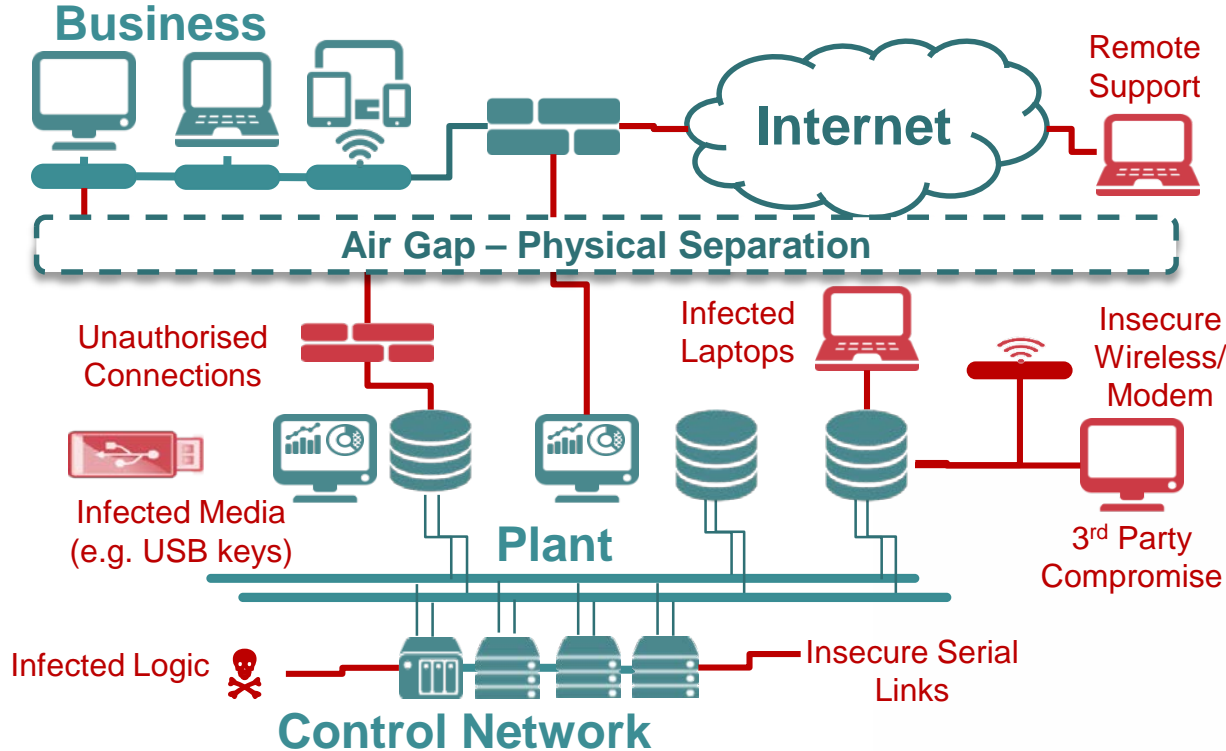 Business
Remote
Support
Internet
Air Gap – Physical Separation
Unauthorised
Connections
Infected
Laptops
Insecure
Wireless/
Modem
Infected Media
(e.g. USB keys)
Plant
3rd Party
Compromise
Infected Logic
Insecure Serial
Links
Control Network